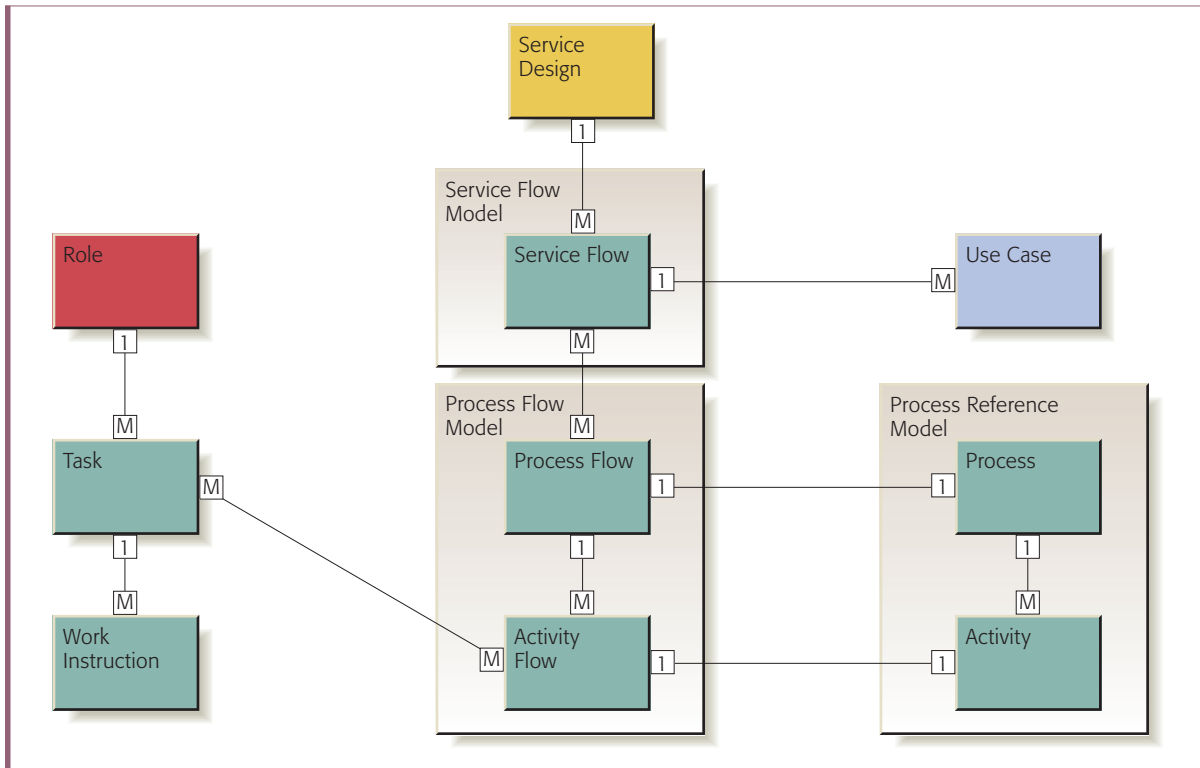 Service
Design
1
Service Flow
Model
M
Role
Service Flow
Use Case
1
M
1
M
Process Flow
Model
Process Reference
Model
M
M
Task
Process Flow
Process
M
1
1
1
1
1
M
M
M
Work
Instruction
Activity
Flow
Activity
M
1
1